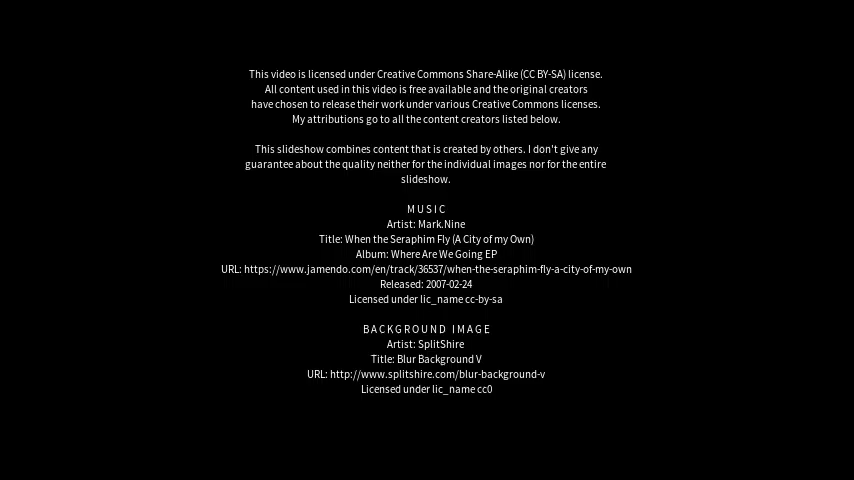 This video is licensed under Creative Commons Share-Alike (CC BY-SA) license.
All content used in this video is free available and the original creators
have chosen to release their work under various Creative Commons licenses.
My attributions go to all the content creators listed below.
This slideshow combines content that is created by others. I don't give any
guarantee about the quality neither for the individual images nor for the entire
slideshow.
MUSIC
Artist: Mark.Nine
Title: When the Seraphim Fly (A City of my Own)
Album: Where Are We Going EP
URL: https://www.jamendo.com/en/track/36537/when-the-seraphim-fly-a-city-of-my-own
Released: 2007-02-24
Licensed under lic_name cc-by-sa
BACKGROUND IMAGE
Artist: SplitShire
Title: Blur Background V
URL: http://www.splitshire.com/blur-background-v
Licensed under lic_name cc0